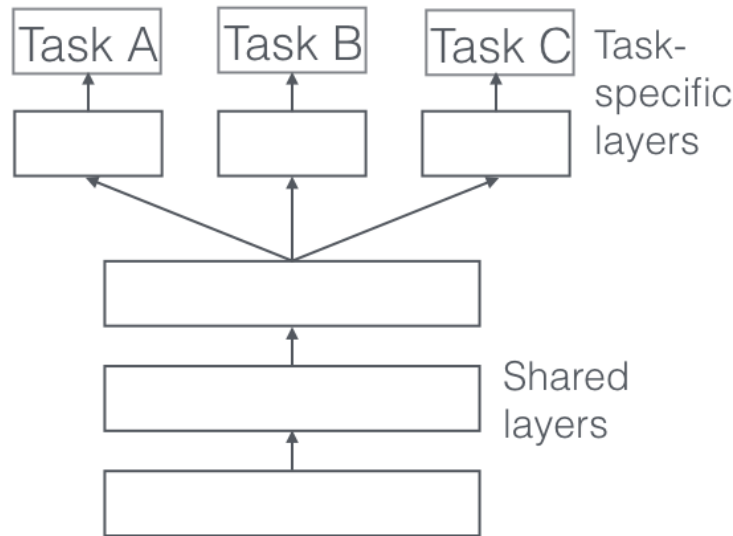 Task A
Task B
Task C
Task-
specific
layers
Shared
layers